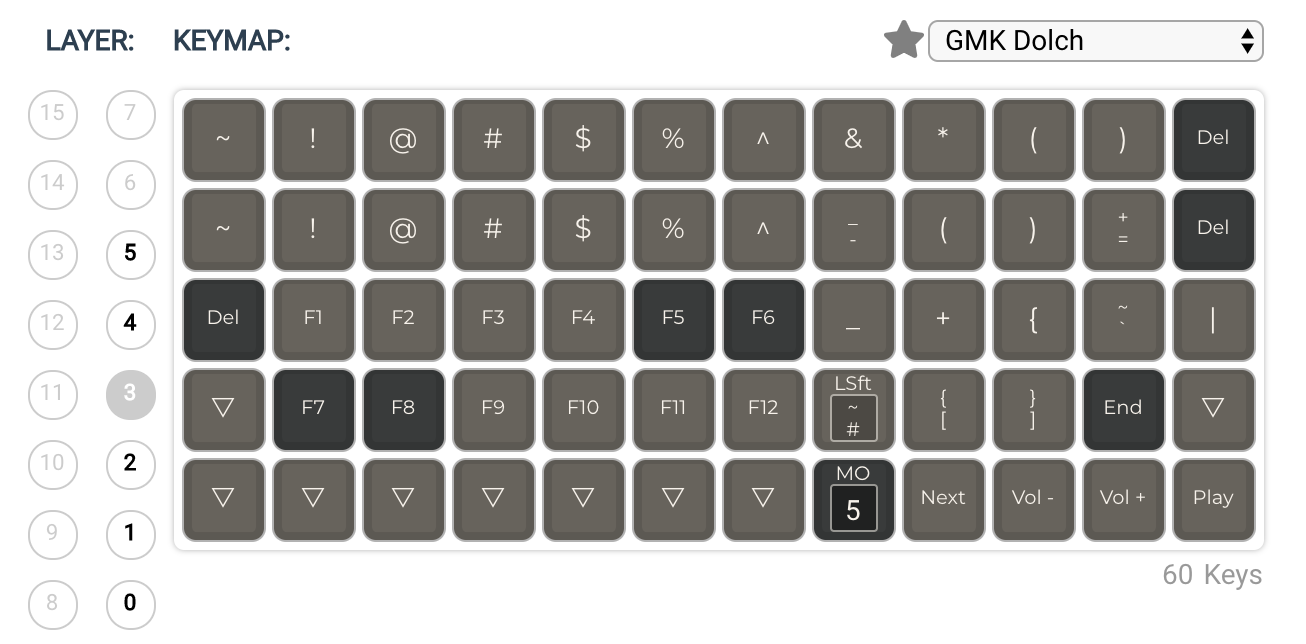 LAYER: KEYMAP: GMK Dolch
15 7 ~ ! @ # $ % ^ & * ( ) Del
14 6 ~ ! @ # $ % ^ _ - ( ) + = Del
13 5
12 4 Del F1 F2 F3 F4 F5 F6 _ + { ~ ` |
11 3 ▽ F7 F8 F9 F10 F11 F12 LSft ~ # { [ } ] End ▽
10 2 ▽ ▽ ▽ ▽ ▽ ▽ ▽ MO 5 Next Vol - Vol + Play
9 1
60 Keys
8 0